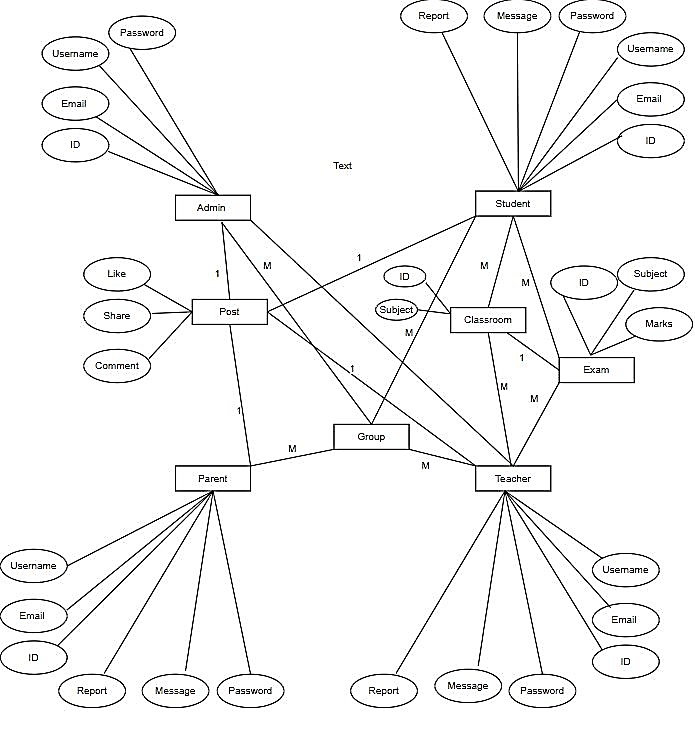 Report
Message
Password
Password
Username
Username
Email
Email
ID
ID
Text
Admin
Student
1
M
M
1
Like
ID
M
ID
Subject
Share
Post
Subject
Classroom
Marks
M
1
Comment
1
Exam
M
M
1
Group
M
M
Parent
Teacher
Username
Username
Email
Email
ID
ID
Report
Message
Password
Report
Message
Password